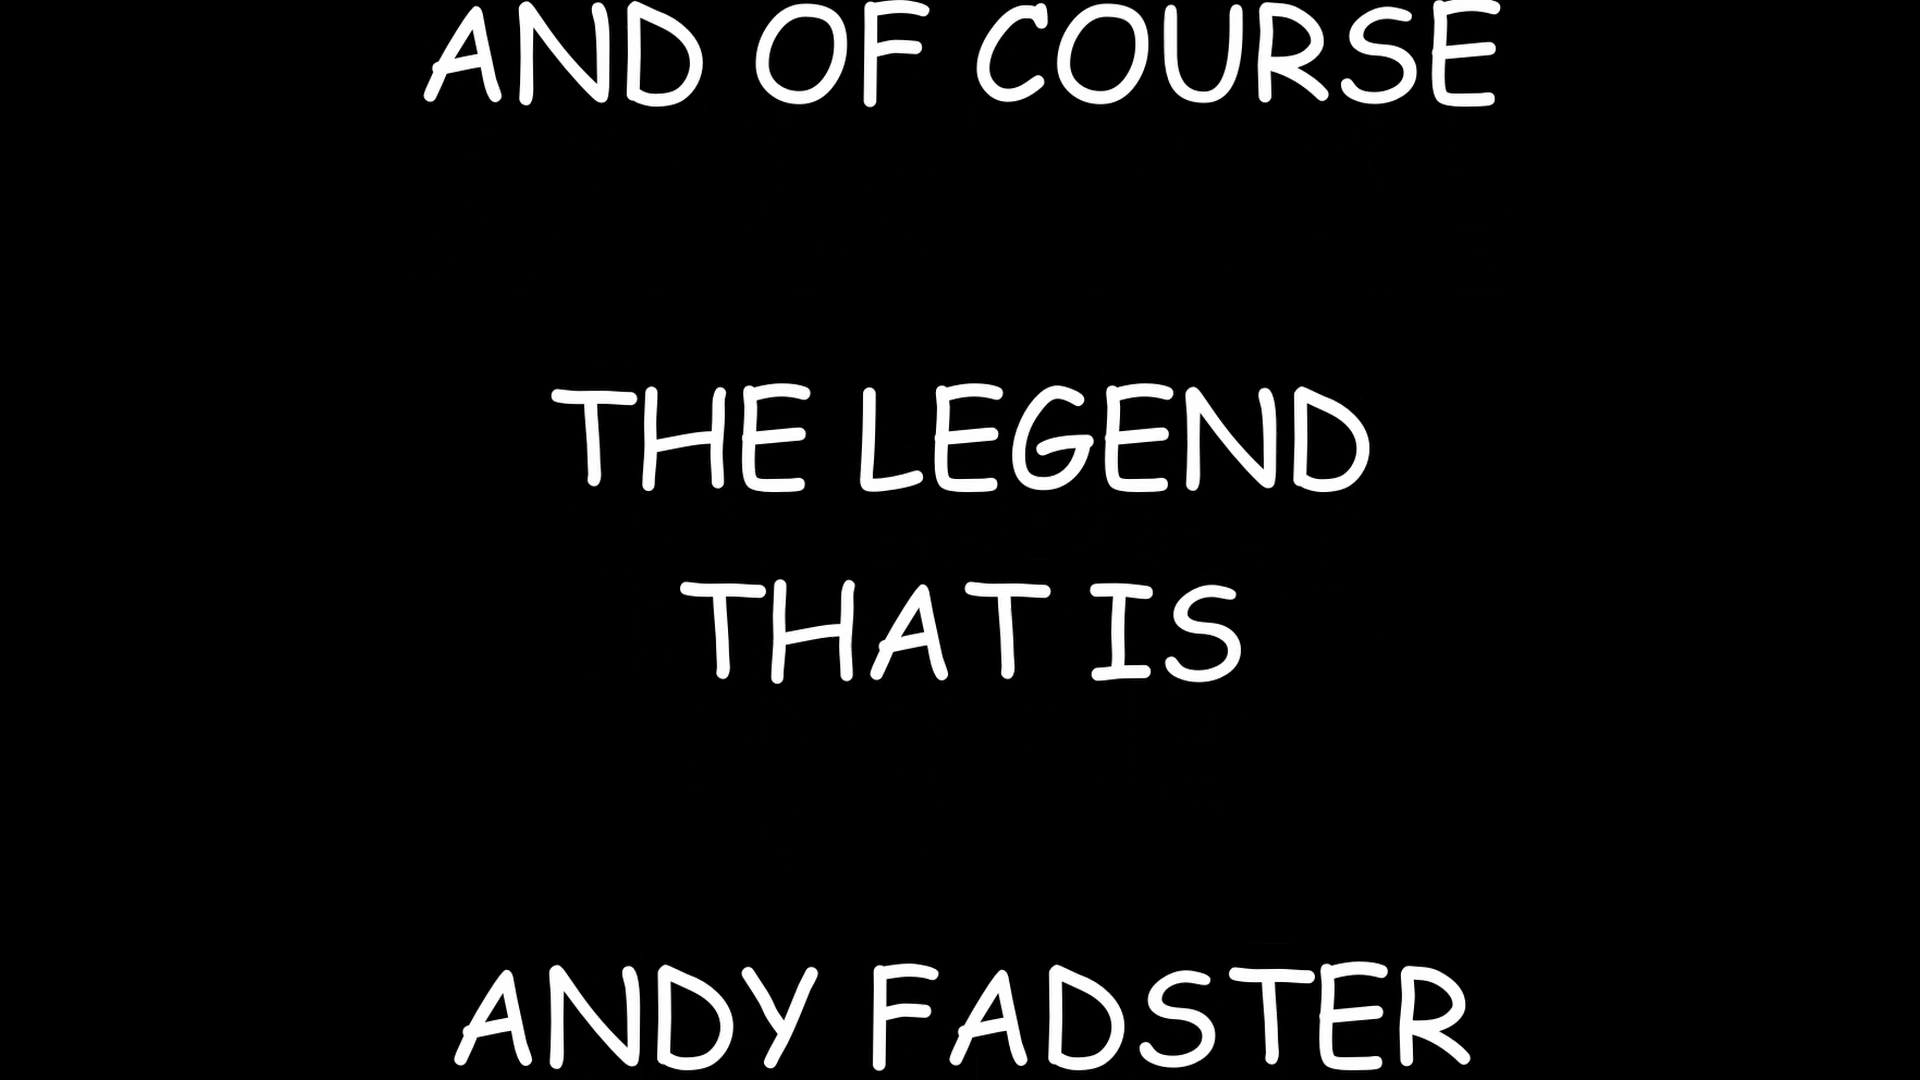 AND OF COURSE
THE LEGEND
THAT IS
ANDY FADSTER